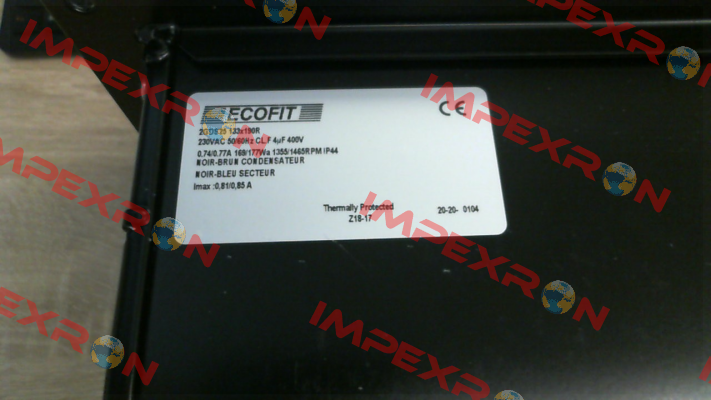 IMPEXRON
IMPEXRON
IMPEXRON
ECOFIT CE
133x190R
230VAC 50/60Hz CL.F 4µF 400V
0,74/0,77A 169/177Wa 1355/1465RPM IP44
NOIR-BRUN CONDENSATEUR
NOIR-BLEU SECTEUR
Imax :0,81/0,85 A
Thermally Protected 20-20- 0104
Z18-17
IMPEXRON
IMPEXRON
IMPEXRON